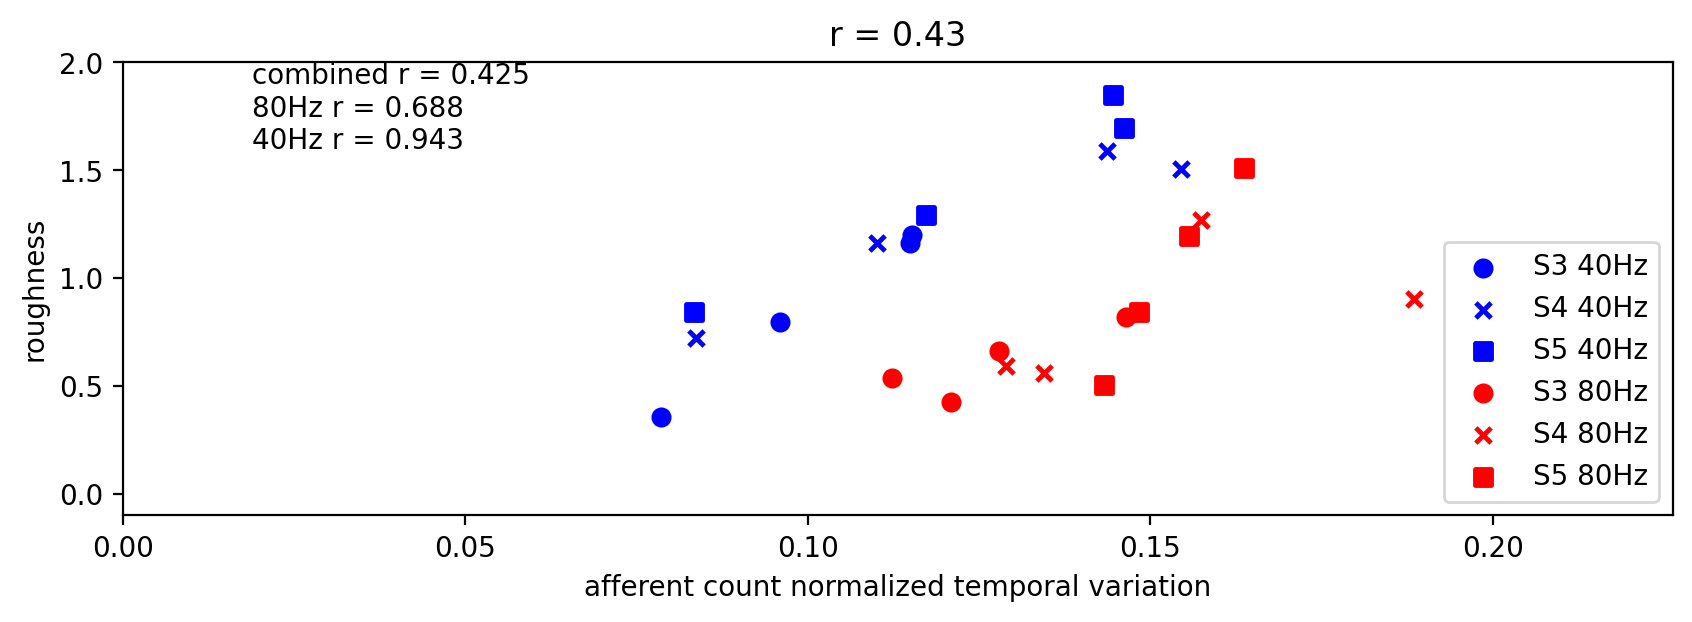 r = 0.43
combined r = 0.425
80Hz r = 0.688
40Hz r = 0.943
2.0
1.5
1.0
0.5
0.0
roughness
S3 40Hz
S4 40Hz
S5 40Hz
S3 80Hz
S4 80Hz
S5 80Hz
0.00 0.05 0.10 0.15 0.20
afferent count normalized temporal variation